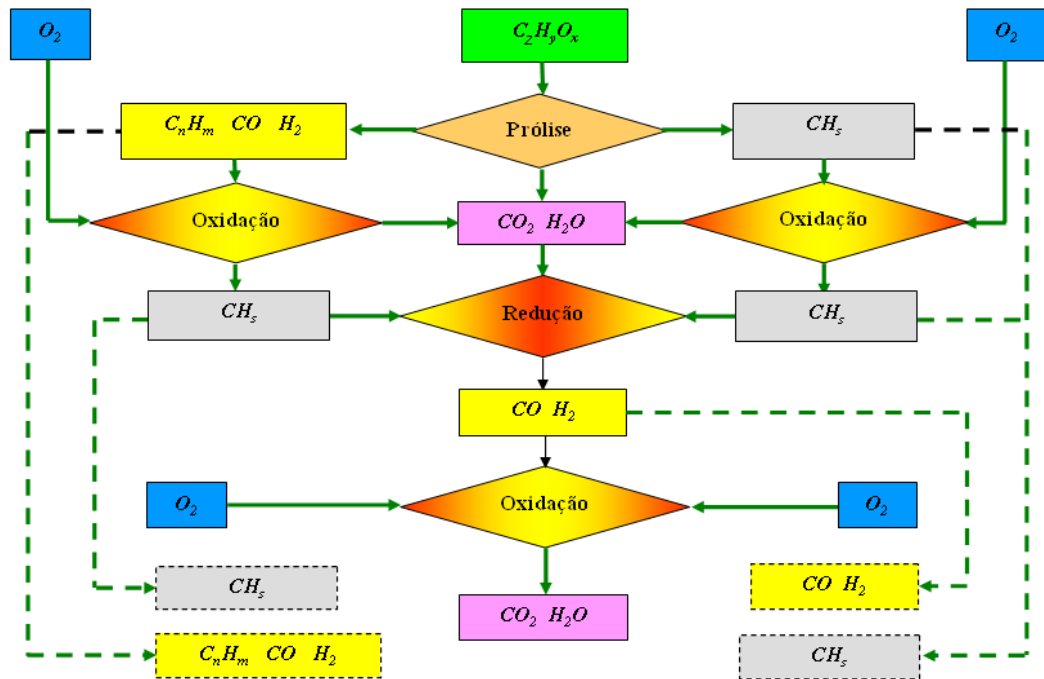 O₂
C₂HᵧOₓ
O₂
CₙHₘ CO H₂
Prólise
CHₛ
Oxidação
CO₂ H₂O
Oxidação
CHₛ
Redução
CHₛ
CO H₂
O₂
Oxidação
O₂
CHₛ
CO H₂
CO₂ H₂O
CₙHₘ CO H₂
CHₛ